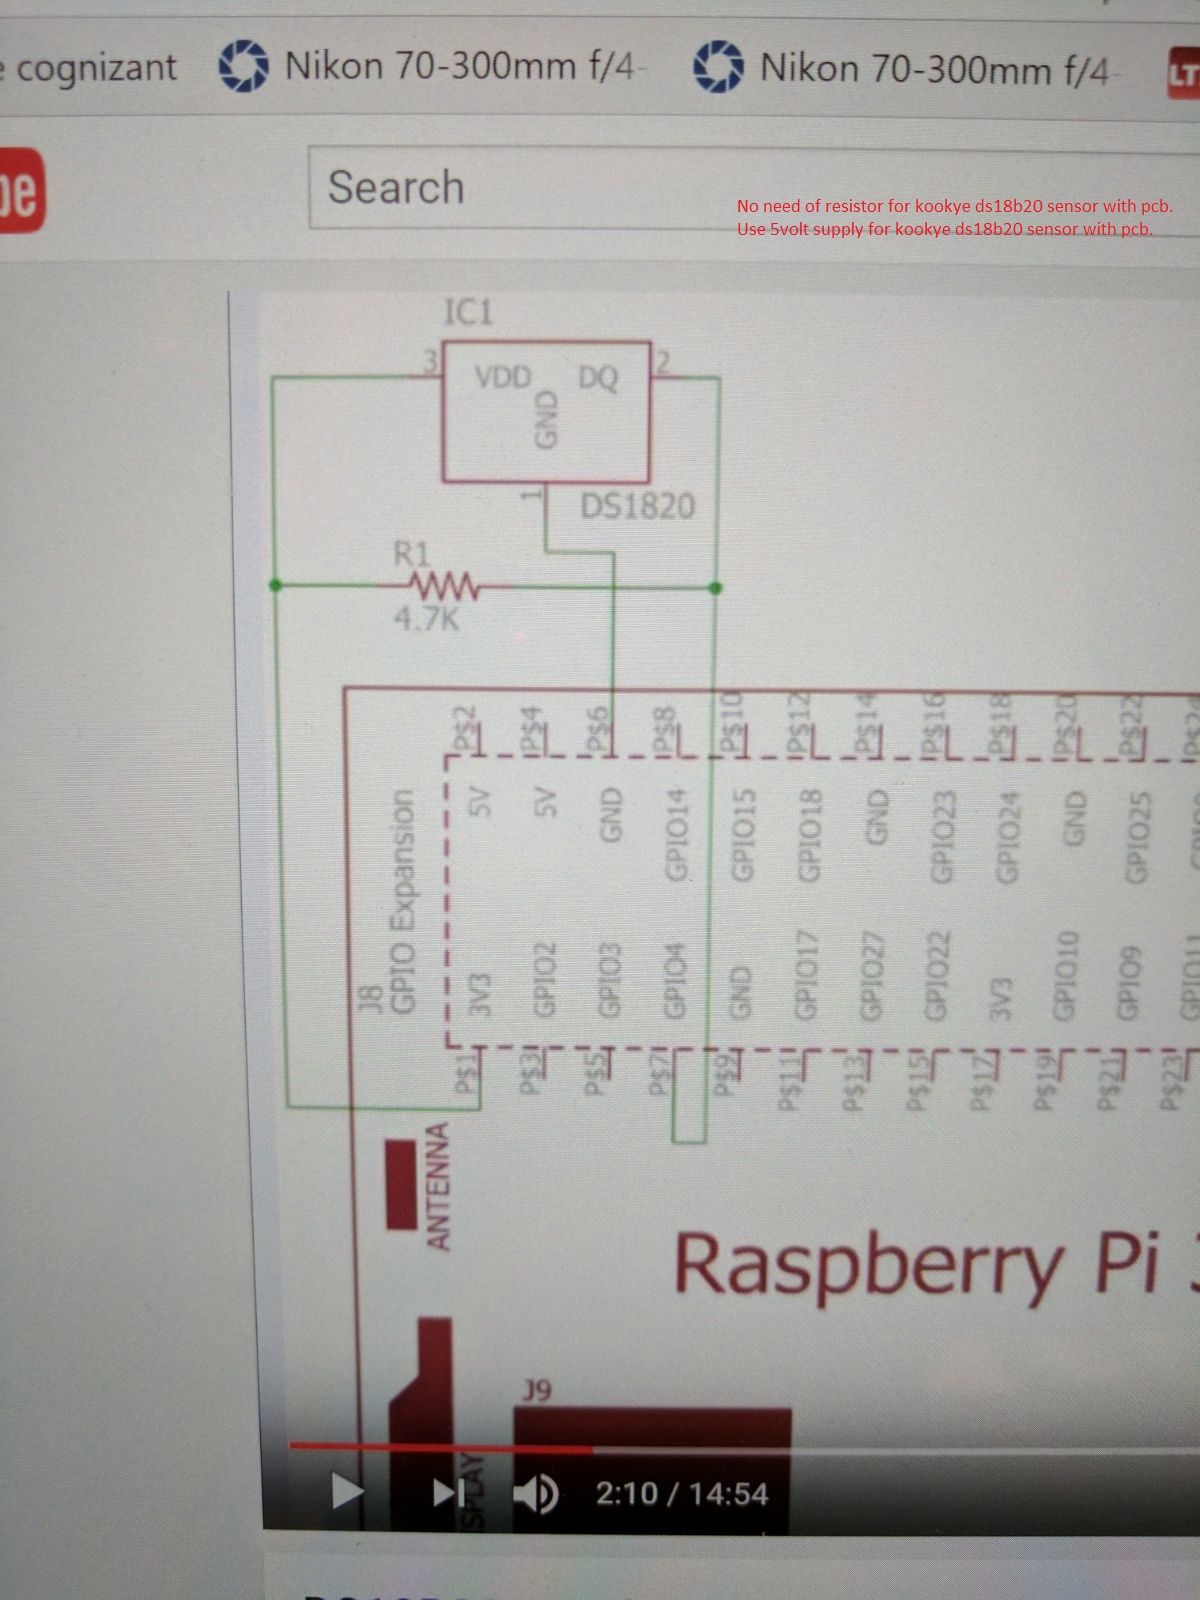 e cognizant
Nikon 70-300mm f/4-
Nikon 70-300mm f/4-
LT
be
Search
No need of resistor for kookye ds18b20 sensor with pcb.
Use 5volt supply for kookye ds18b20 sensor with pcb.
IC1
3
VDD
DQ
2
GND
1
DS1820
R1
4.7K
P$2
P$4
P$6
P$8
P$10
P$12
P$14
P$16
P$18
P$20
P$22
P$24
5V
5V
GND
GPIO14
GPIO15
GPIO18
GND
GPIO23
GPIO24
GND
GPIO25
J8
GPIO Expansion
3V3
GPIO2
GPIO3
GPIO4
GND
GPIO17
GPIO27
GPIO22
3V3
GPIO10
GPIO9
GPIO11
P$1
P$3
P$5
P$7
P$9
P$11
P$13
P$15
P$17
P$19
P$21
P$23
ANTENNA
Raspberry Pi
J9
SPLAY
2:10 / 14:54